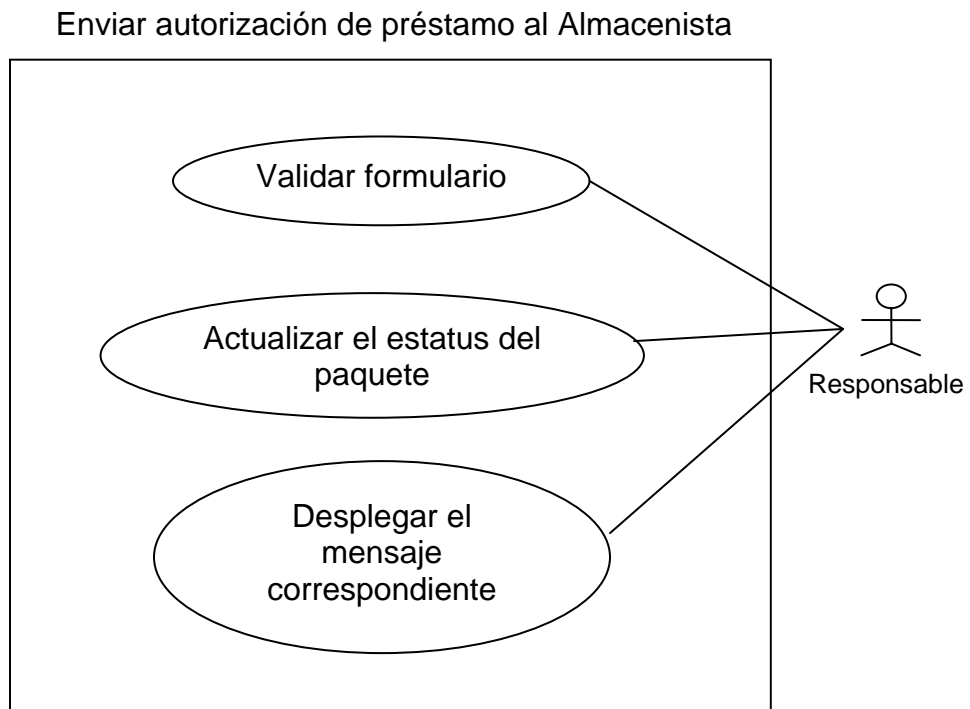 Enviar autorización de préstamo al Almacenista
Validar formulario
Actualizar el estatus del
paquete
Responsable
Desplegar el
mensaje
correspondiente